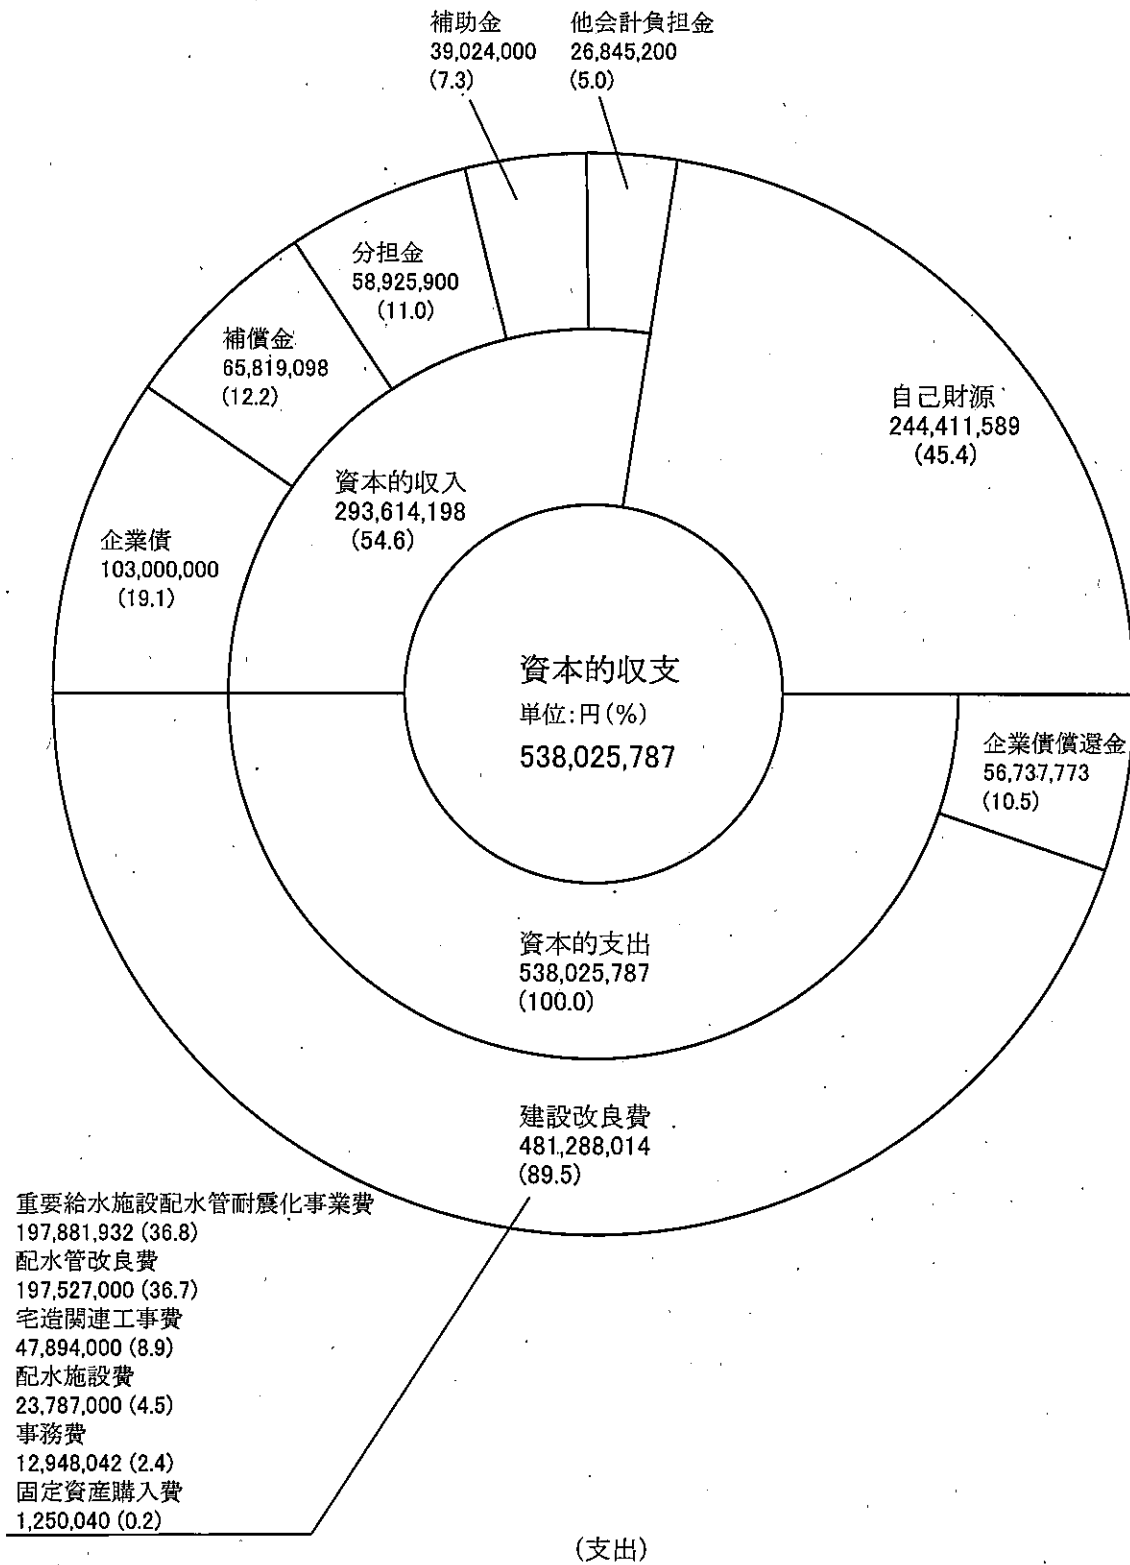 補助金
39,024,000
(7.3)
他会計負担金
26,845,200
(5.0)
分担金
58,925,900
(11.0)
補償金
65,819,098
(12.2)
自己財源
244,411,589
(45.4)
資本的収入
293,614,198
(54.6)
企業債
103,000,000
(19.1)
資本的収支
単位:円(%)
538,025,787
企業債償還金
56,737,773
(10.5)
資本的支出
538,025,787
(100.0)
建設改良費
481,288,014
(89.5)
重要給水施設配水管耐震化事業費
197,881,932 (36.8)
配水管改良費
197,527,000 (36.7)
宅造関連工事費
47,894,000 (8.9)
配水施設費
23,787,000 (4.5)
事務費
12,948,042 (2.4)
固定資産購入費
1,250,040 (0.2)
(支出)